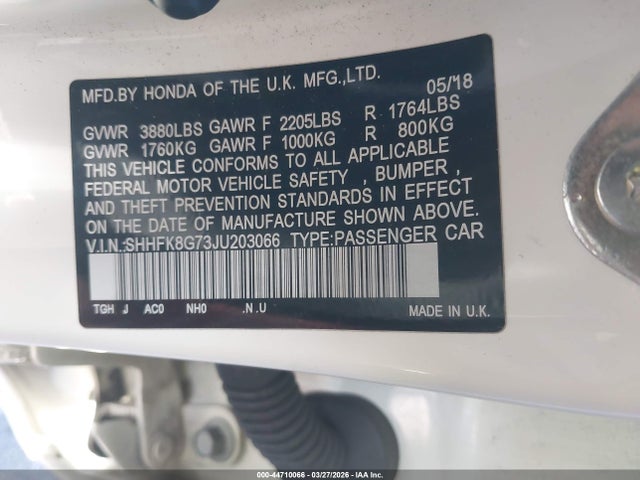 MFD.BY HONDA OF THE U.K. MFG.,LTD. 05/'18
GVWR 3880LBS GAWR F 2205LBS R 1764LBS
GVWR 1760KG GAWR F 1000KG R 800KG
THIS VEHICLE CONFORMS TO ALL APPLICABLE
FEDERAL MOTOR VEHICLE SAFETY , BUMPER ,
AND THEFT PREVENTION STANDARDS IN EFFECT
ON THE DATE OF MANUFACTURE SHOWN ABOVE.
V.I.N.:SHHFK8G73JU203066 TYPE:PASSENGER CAR
TGH J AC0 NH0 .N.U MADE IN U.K.
000-44710066 | 03/27/2026 | IAAI, Inc.